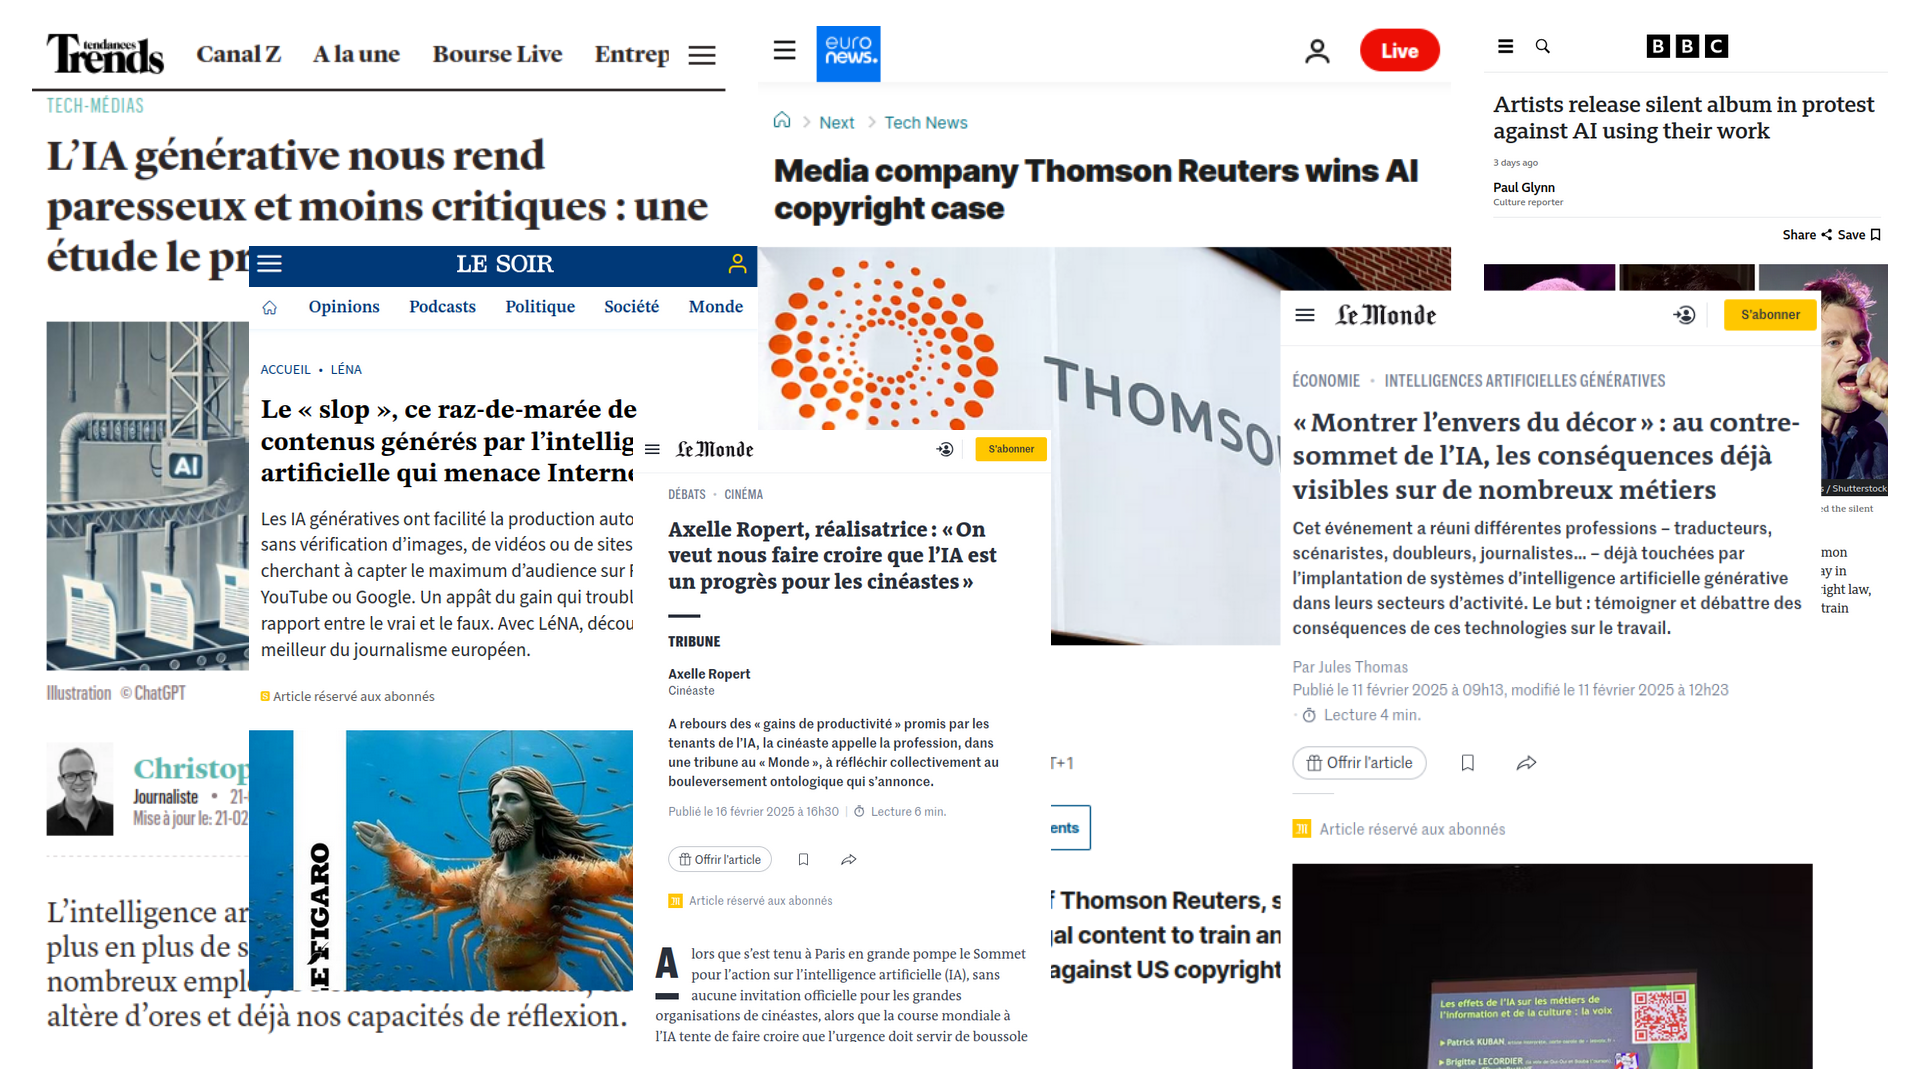 Trends
tendances
Canal Z
A la une
Bourse Live
Entrep
TECH-MÉDIAS
L'IA générative nous rend
paresseux et moins critiques : une
étude le pr
AI
Illustration © ChatGPT
Christop
Journaliste • 21-
Mise à jour le: 21-02
L'intelligence ar
plus en plus de s
nombreux empl
altère d'ores et déjà nos capacités de réflexion.
LE SOIR
Opinions
Podcasts
Politique
Société
Monde
ACCUEIL • LÉNA
Le « slop », ce raz-de-marée de
contenus générés par l'intellig
artificielle qui menace Interne
Les IA génératives ont facilité la production auto
sans vérification d'images, de vidéos ou de sites
cherchant à capter le maximum d'audience sur F
YouTube ou Google. Un appât du gain qui troubl
rapport entre le vrai et le faux. Avec LéNA, décou
meilleur du journalisme européen.
S Article réservé aux abonnés
LE FIGARO
euro
news.
Live
Next
Tech News
Media company Thomson Reuters wins AI
copyright case
THOMSO
T+1
ents
f Thomson Reuters, s
al content to train an
against US copyright
Le Monde
S'abonner
DÉBATS • CINÉMA
Axelle Ropert, réalisatrice : « On
veut nous faire croire que l'IA est
un progrès pour les cinéastes »
TRIBUNE
Axelle Ropert
Cinéaste
A rebours des « gains de productivité » promis par les
tenants de l'IA, la cinéaste appelle la profession, dans
une tribune au « Monde », à réfléchir collectivement au
bouleversement ontologique qui s'annonce.
Publié le 16 février 2025 à 16h30 | Lecture 6 min.
Offrir l'article
M Article réservé aux abonnés
Alors que s'est tenu à Paris en grande pompe le Sommet
pour l'action sur l'intelligence artificielle (IA), sans
aucune invitation officielle pour les grandes
organisations de cinéastes, alors que la course mondiale à
l'IA tente de faire croire que l'urgence doit servir de boussole
BBC
Artists release silent album in protest
against AI using their work
3 days ago
Paul Glynn
Culture reporter
Share
Save
s / Shutterstock
ed the silent
mon
ay in
right law,
train
Le Monde
S'abonner
ÉCONOMIE • INTELLIGENCES ARTIFICIELLES GÉNÉRATIVES
« Montrer l'envers du décor » : au contre-
sommet de l'IA, les conséquences déjà
visibles sur de nombreux métiers
Cet événement a réuni différentes professions – traducteurs,
scénaristes, doubleurs, journalistes… – déjà touchées par
l'implantation de systèmes d'intelligence artificielle générative
dans leurs secteurs d'activité. Le but : témoigner et débattre des
conséquences de ces technologies sur le travail.
Par Jules Thomas
Publié le 11 février 2025 à 09h13, modifié le 11 février 2025 à 12h23
• Lecture 4 min.
Offrir l'article
M Article réservé aux abonnés
Les effets de l'IA sur les métiers de
l'information et de la culture : la voix
▸ Patrick KUBAN
▸ Brigitte LECORDIER